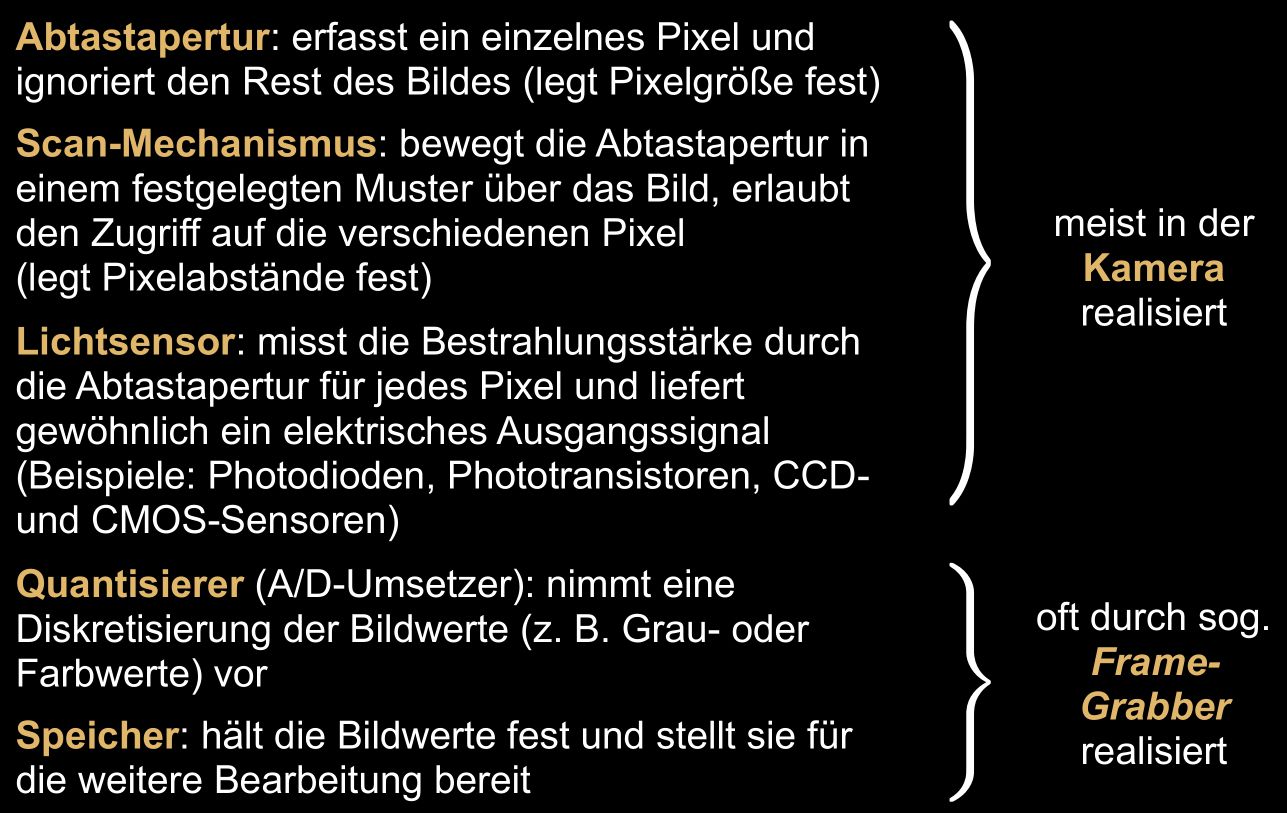 Abtastapertur: erfasst ein einzelnes Pixel und
ignoriert den Rest des Bildes (legt Pixelgröße fest)
Scan-Mechanismus: bewegt die Abtastapertur in
einem festgelegten Muster über das Bild, erlaubt
den Zugriff auf die verschiedenen Pixel
(legt Pixelabstände fest)
Lichtsensor: misst die Bestrahlungsstärke durch
die Abtastapertur für jedes Pixel und liefert
gewöhnlich ein elektrisches Ausgangssignal
(Beispiele: Photodioden, Phototransistoren, CCD-
und CMOS-Sensoren)
meist in der
Kamera
realisiert
Quantisierer (A/D-Umsetzer): nimmt eine
Diskretisierung der Bildwerte (z. B. Grau- oder
Farbwerte) vor
Speicher: hält die Bildwerte fest und stellt sie für
die weitere Bearbeitung bereit
oft durch sog.
Frame-
Grabber
realisiert